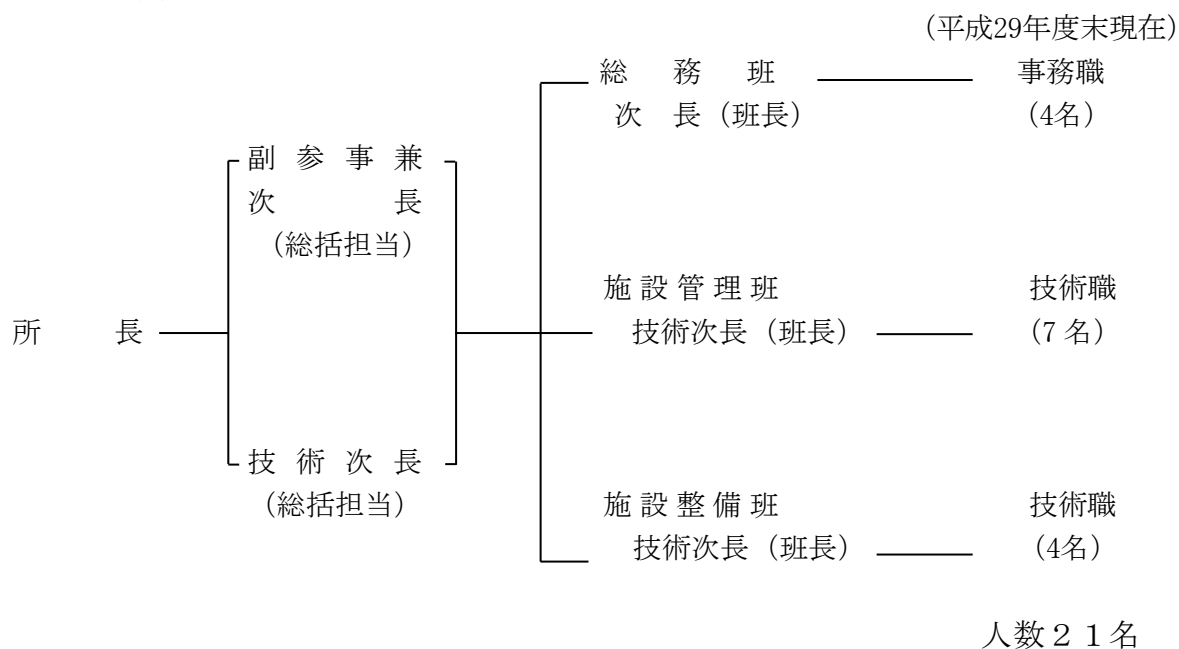 (平成29年度末現在)
総務班 事務職
次長(班長) (4名)
副参事兼
次長
(総括担当)
施設管理班 技術職
所長 技術次長(班長) (7名)
技術次長
(総括担当)
施設整備班 技術職
技術次長(班長) (4名)
人数21名